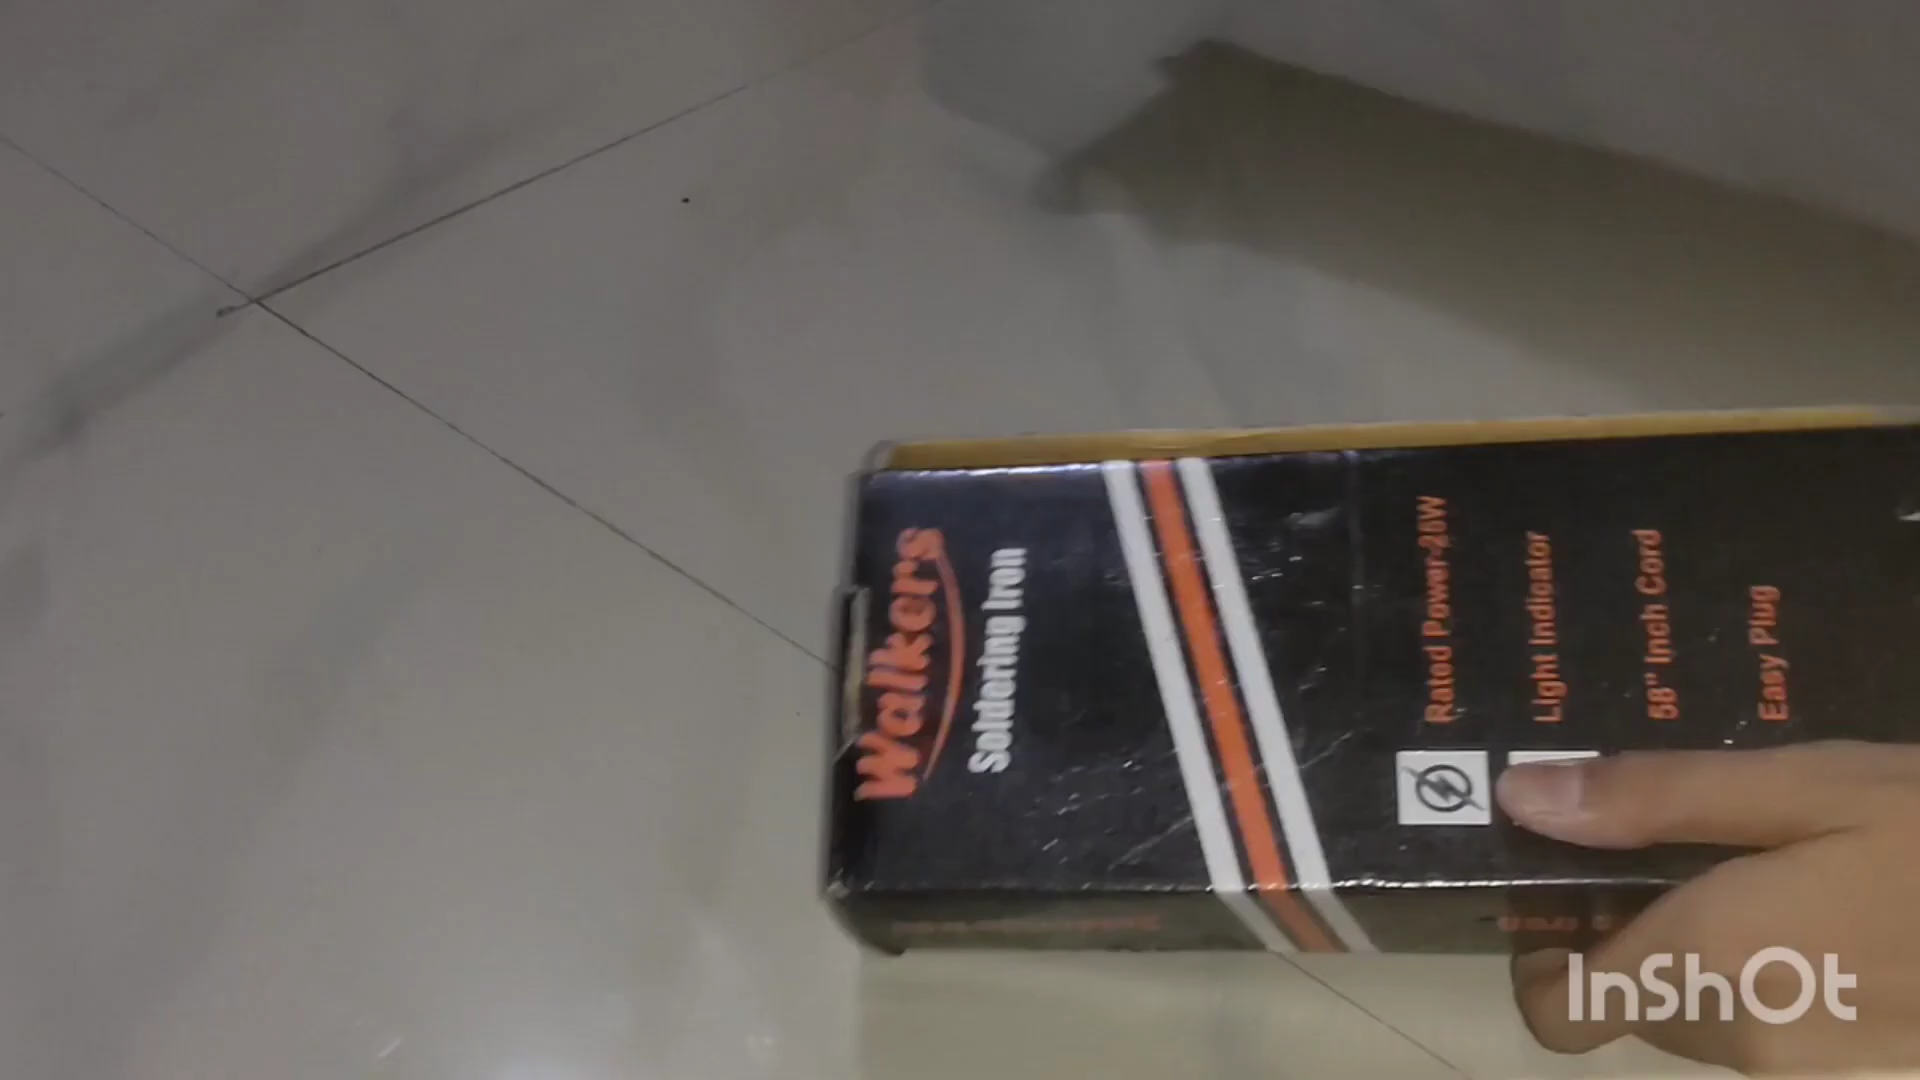 Walkers
Soldering Iron
Rated Power-25W
Light Indicator
58" Inch Cord
Easy Plug
InShOt